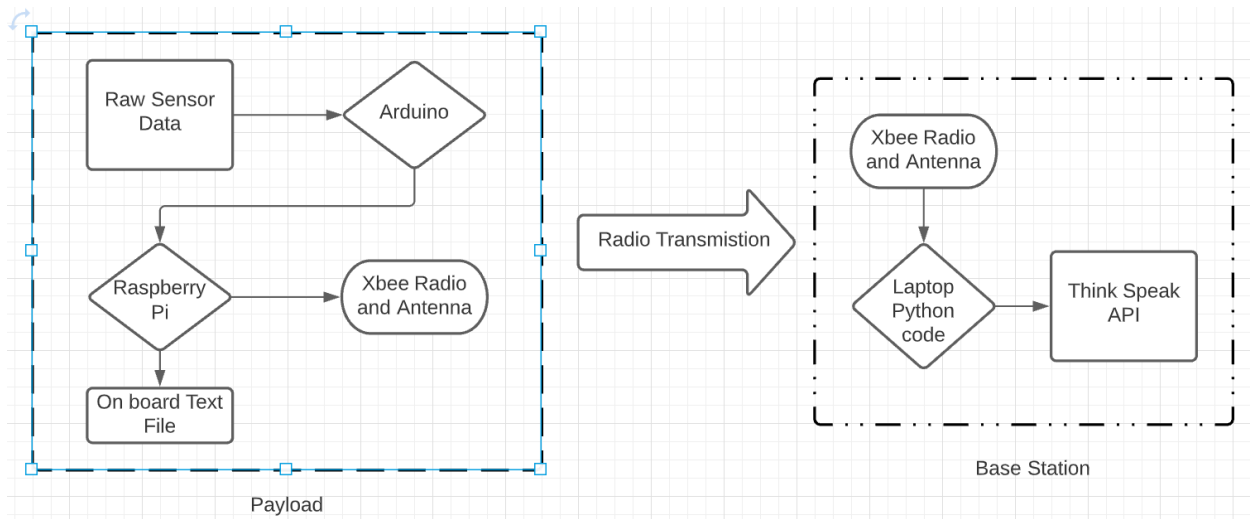 Raw Sensor
Data
Arduino
Raspberry
Pi
Xbee Radio
and Antenna
On board Text
File
Payload
Radio Transmistion
Xbee Radio
and Antenna
Laptop
Python
code
Think Speak
API
Base Station